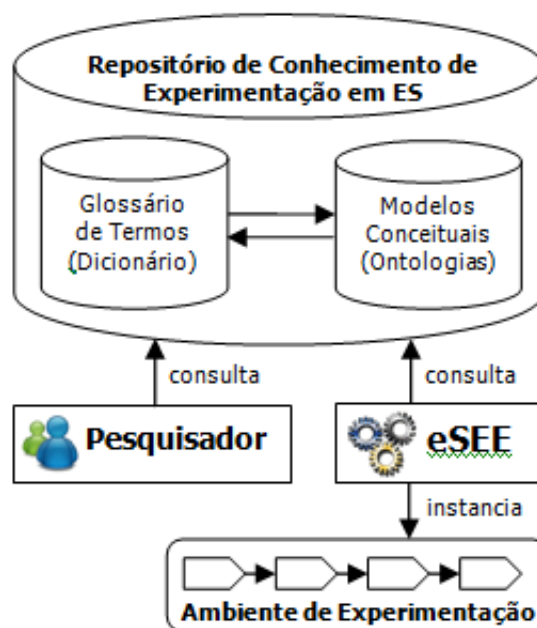 Repositório de Conhecimento de
Experimentação em ES
Glossário
de Termos
(Dicionário)
Modelos
Conceituais
(Ontologias)
consulta
consulta
Pesquisador
eSEE
instancia
Ambiente de Experimentação